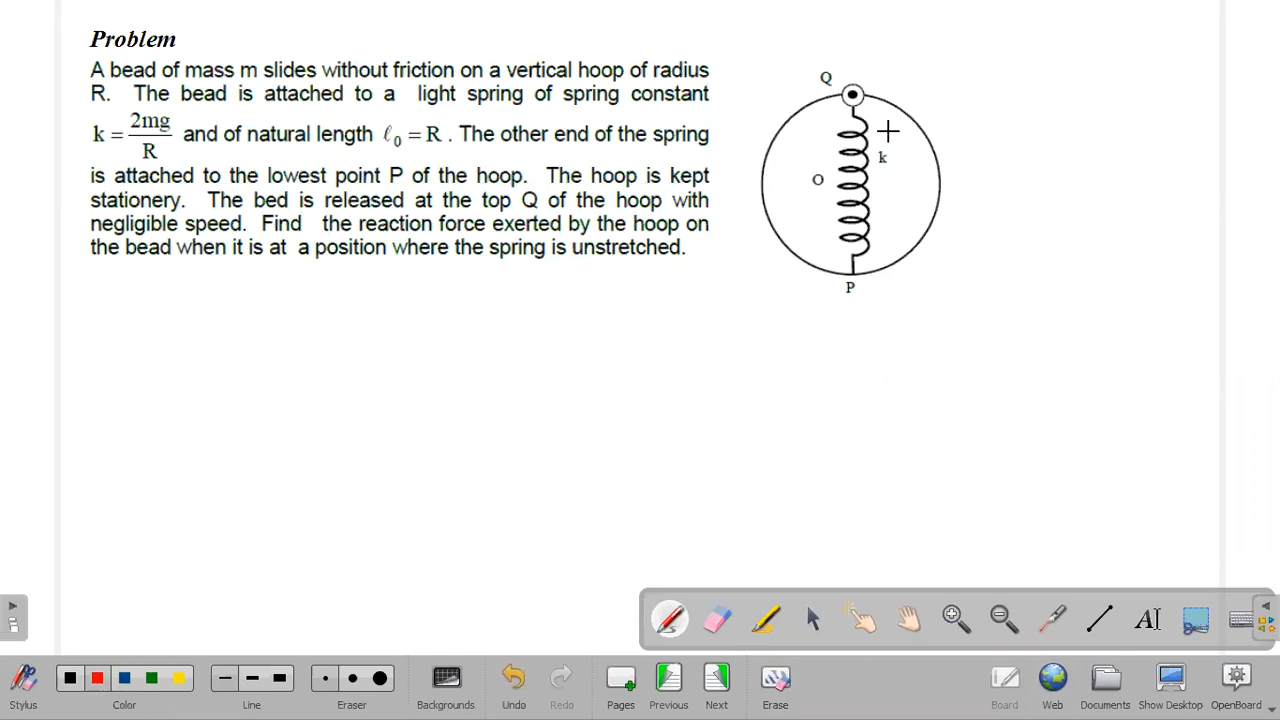 Problem
A bead of mass m slides without friction on a vertical hoop of radius
R. The bead is attached to a light spring of spring constant
k = 2mg/R and of natural length ℓ₀ = R . The other end of the spring
is attached to the lowest point P of the hoop. The hoop is kept
stationery. The bed is released at the top Q of the hoop with
negligible speed. Find the reaction force exerted by the hoop on
the bead when it is at a position where the spring is unstretched.
Q
k
O
P
AI
Stylus
Color
Line
Eraser
Backgrounds
Undo
Redo
Pages
Previous
Next
Erase
Board
Web
Documents
Show Desktop
OpenBoard